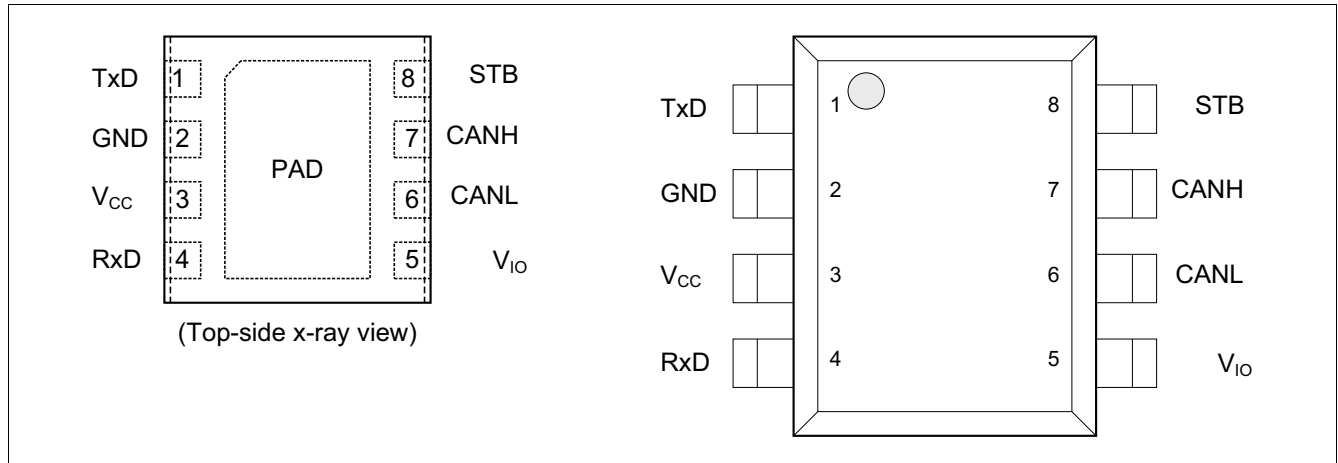 TxD 1 8 STB
GND 2 7 CANH
PAD
VCC 3 6 CANL
RxD 4 5 VIO
(Top-side x-ray view)
TxD 1 8 STB
GND 2 7 CANH
VCC 3 6 CANL
RxD 4 5 VIO